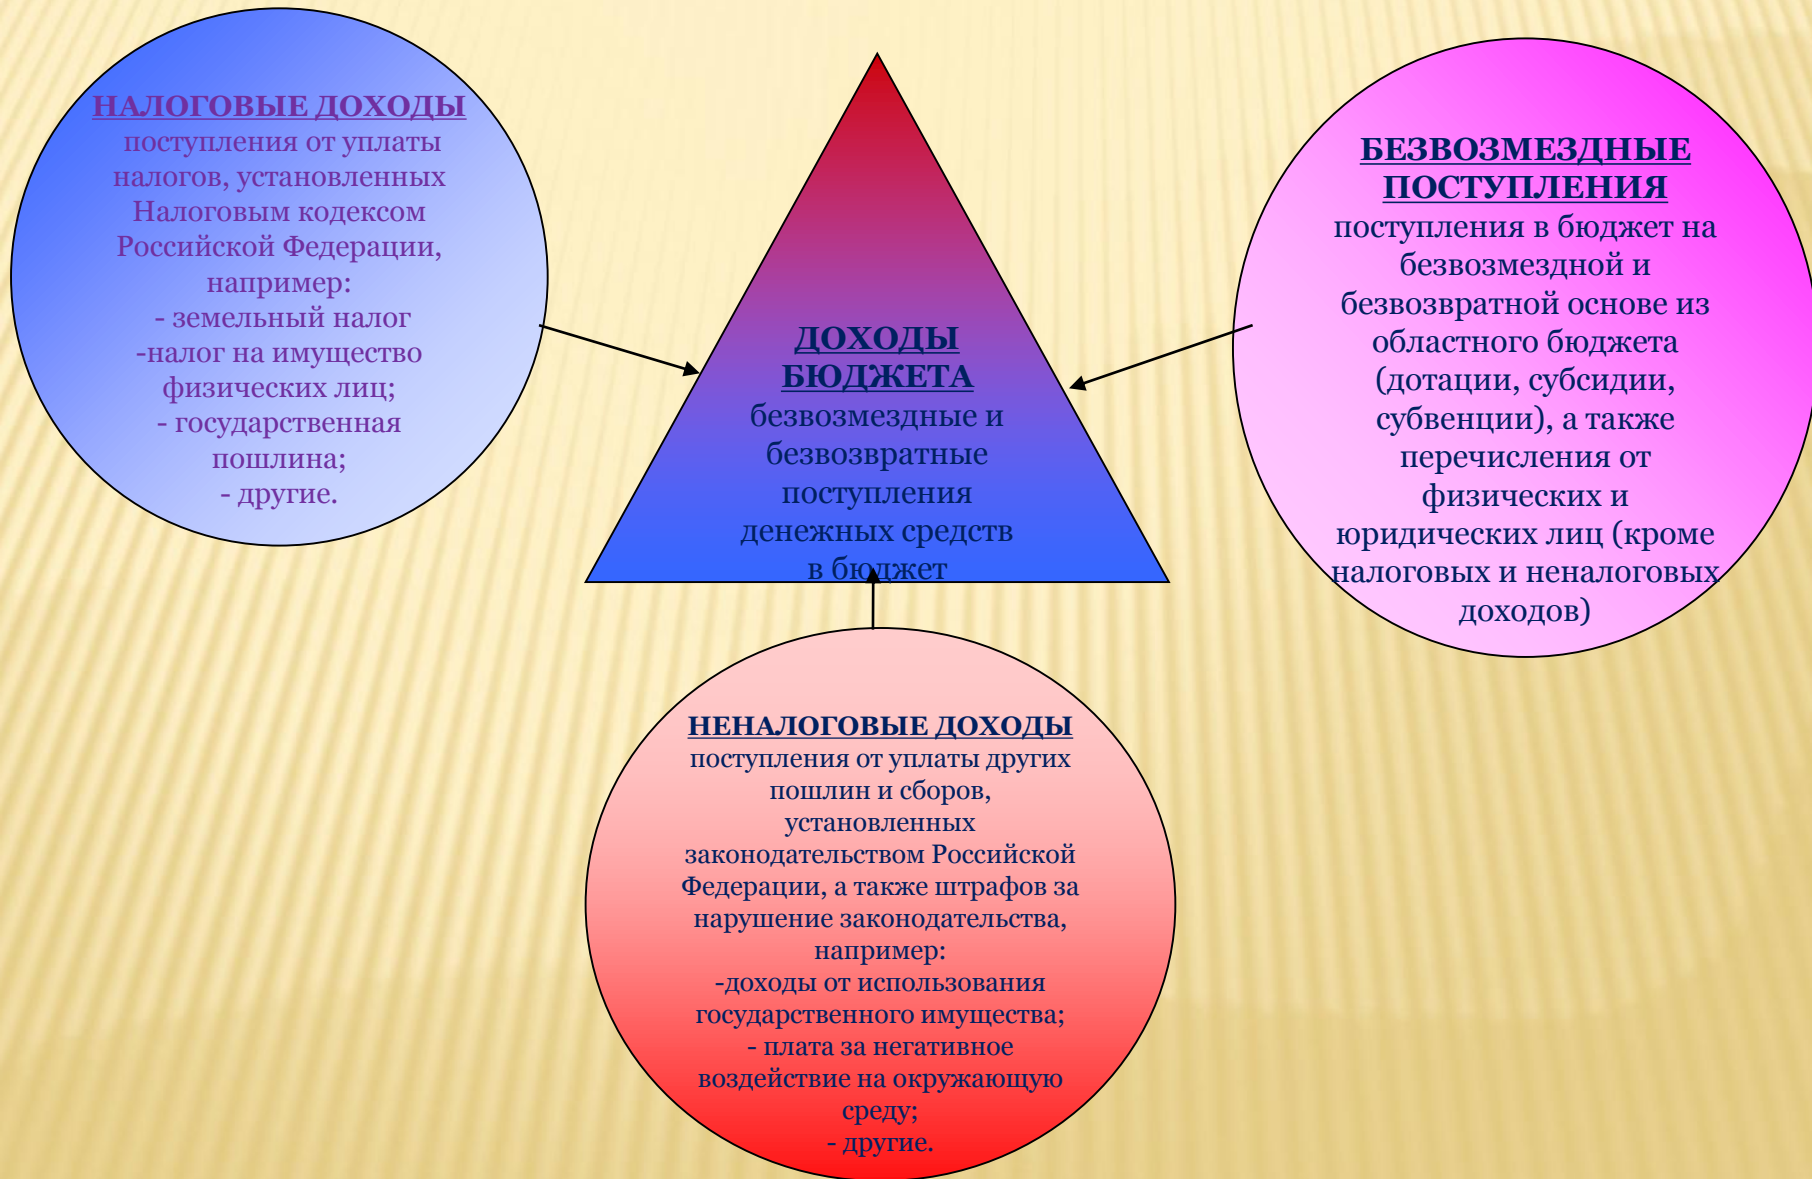 НАЛОГОВЫЕ ДОХОДЫ
поступления от уплаты
налогов, установленных
Налоговым кодексом
Российской Федерации,
например:
- земельный налог
-налог на имущество
физических лиц;
- государственная
пошлина;
- другие.
ДОХОДЫ
БЮДЖЕТА
безвозмездные и
безвозвратные
поступления
денежных средств
в бюджет
БЕЗВОЗМЕЗДНЫЕ
ПОСТУПЛЕНИЯ
поступления в бюджет на
безвозмездной и
безвозвратной основе из
областного бюджета
(дотации, субсидии,
субвенции), а также
перечисления от
физических и
юридических лиц (кроме
налоговых и неналоговых
доходов)
НЕНАЛОГОВЫЕ ДОХОДЫ
поступления от уплаты других
пошлин и сборов,
установленных
законодательством Российской
Федерации, а также штрафов за
нарушение законодательства,
например:
-доходы от использования
государственного имущества;
- плата за негативное
воздействие на окружающую
среду;
- другие.